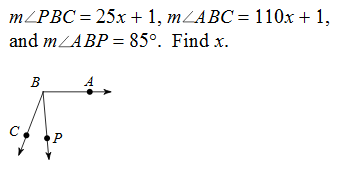 m∠PBC = 25x + 1, m∠ABC = 110x + 1,
and m∠ABP = 85°. Find x.
B A
C P